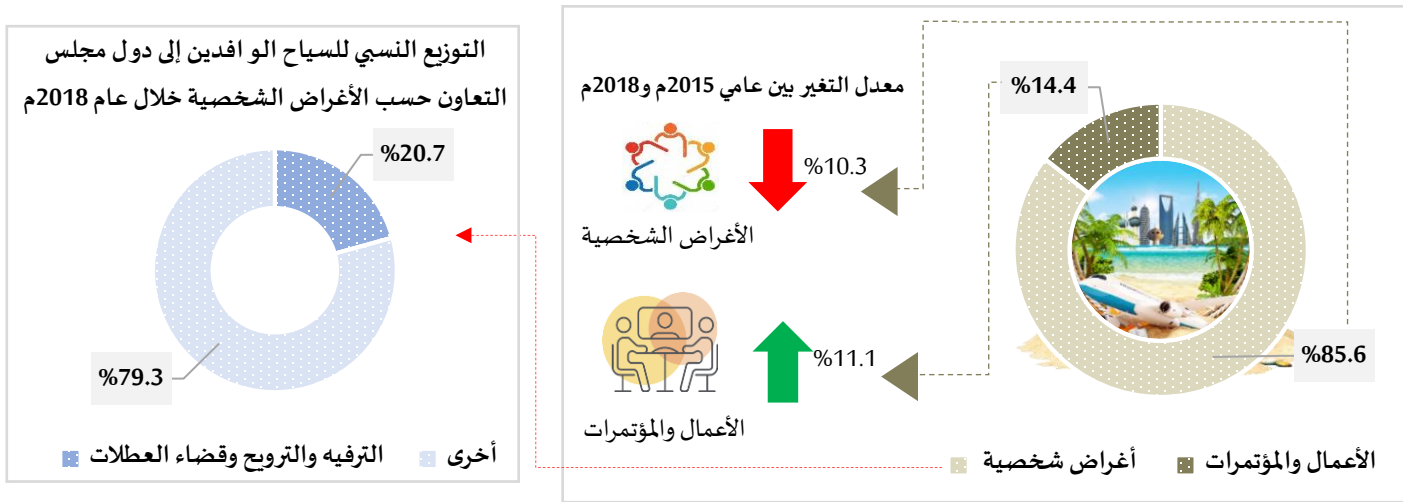 معدل التغير بين عامي 2015م و2018م
%14.4
%10.3
الأغراض الشخصية
%11.1
%85.6
الأعمال والمؤتمرات
الأعمال والمؤتمرات
أغراض شخصية
التوزيع النسبي للسياح الو افدين إلى دول مجلس
التعاون حسب الأغراض الشخصية خلال عام 2018م
%20.7
%79.3
أخرى
الترفيه والترويح وقضاء العطلات